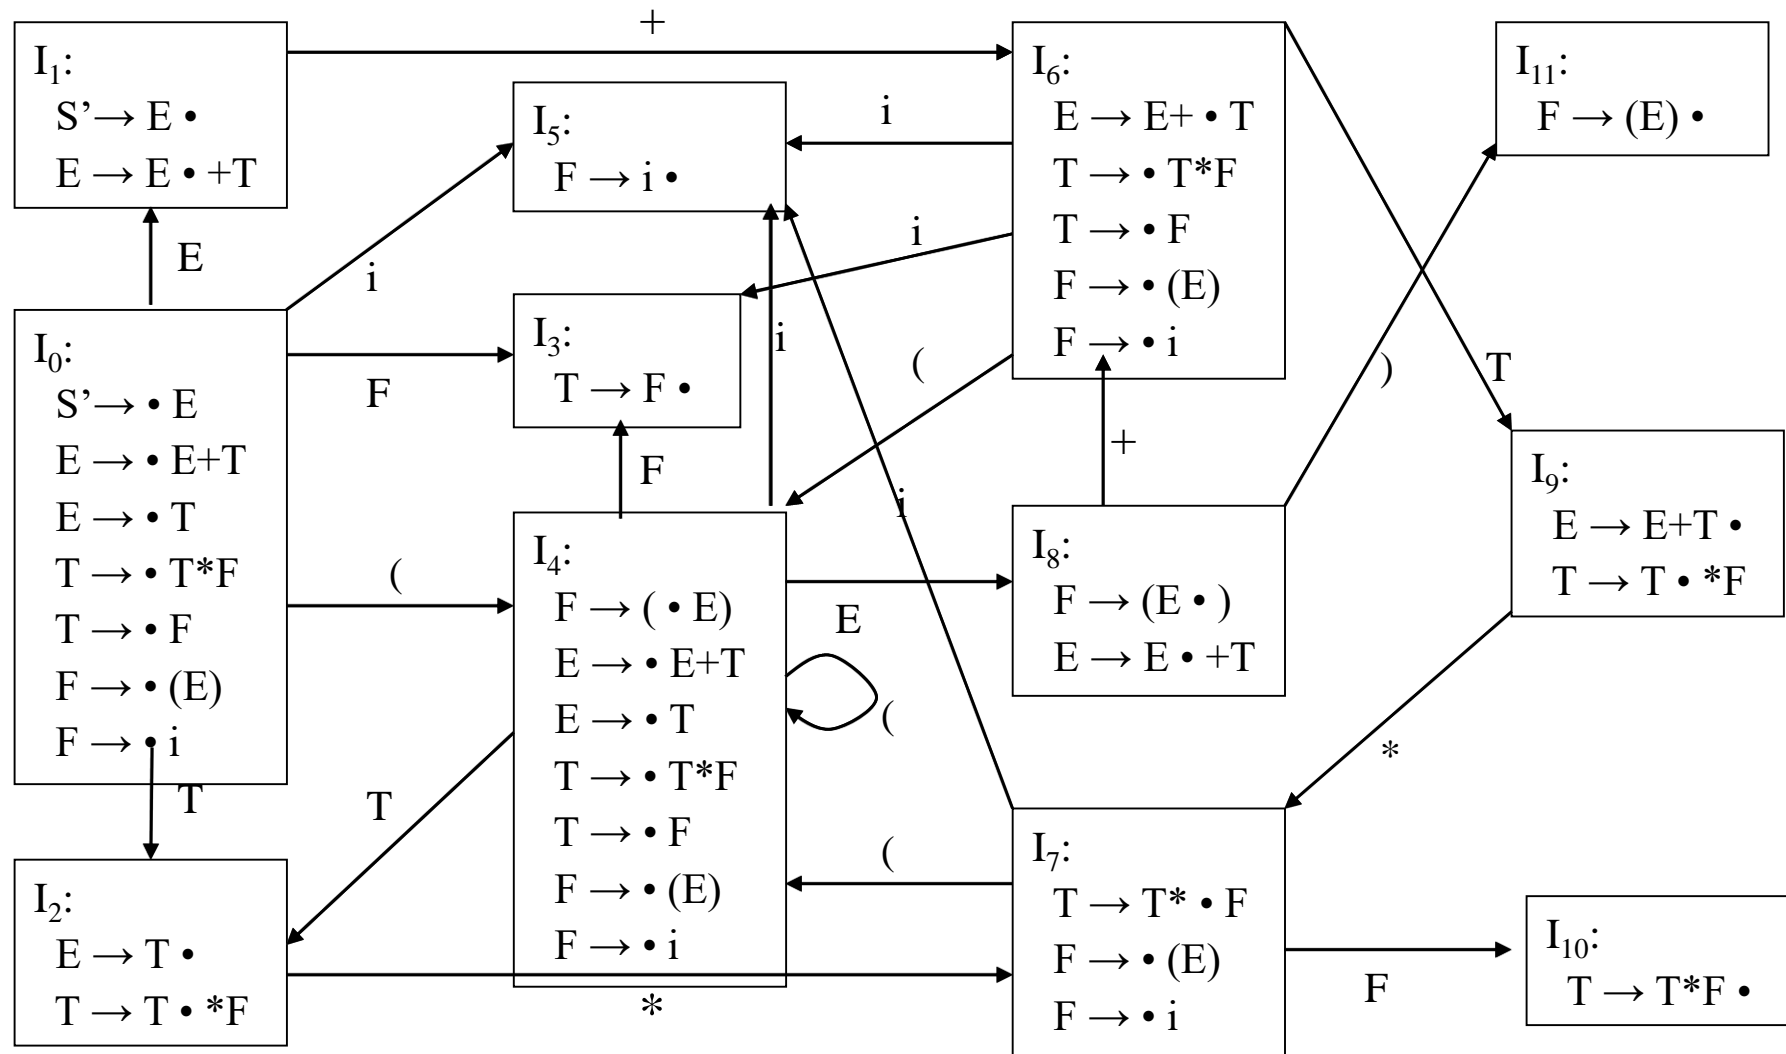 I₁:
S’→ E •
E → E • +T
+
I₅:
F → i •
I₆:
E → E+ • T
T → • T*F
T → • F
F → • (E)
F → • i
I₁₁:
F → (E) •
i
i
E
i
I₀:
S’→ • E
E → • E+T
E → • T
T → • T*F
T → • F
F → • (E)
F → • i
F
I₃:
T → F •
i
(
)
T
F
+
i
(
I₄:
F → ( • E)
E → • E+T
E → • T
T → • T*F
T → • F
F → • (E)
F → • i
E
(
I₈:
F → (E • )
E → E • +T
I₉:
E → E+T •
T → T • *F
*
T
T
(
I₂:
E → T •
T → T • *F
*
I₇:
T → T* • F
F → • (E)
F → • i
F
I₁₀:
T → T*F •